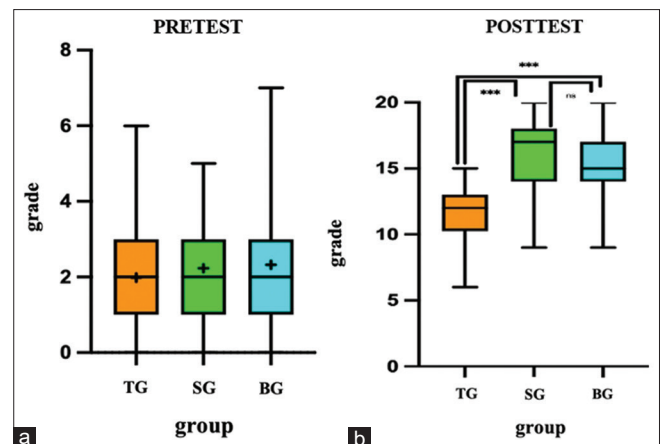 PRETEST
8
6
4
2
0
grade
TG SG BG
group
a
POSTTEST
***
***
ns
20
15
10
5
0
grade
TG SG BG
group
b